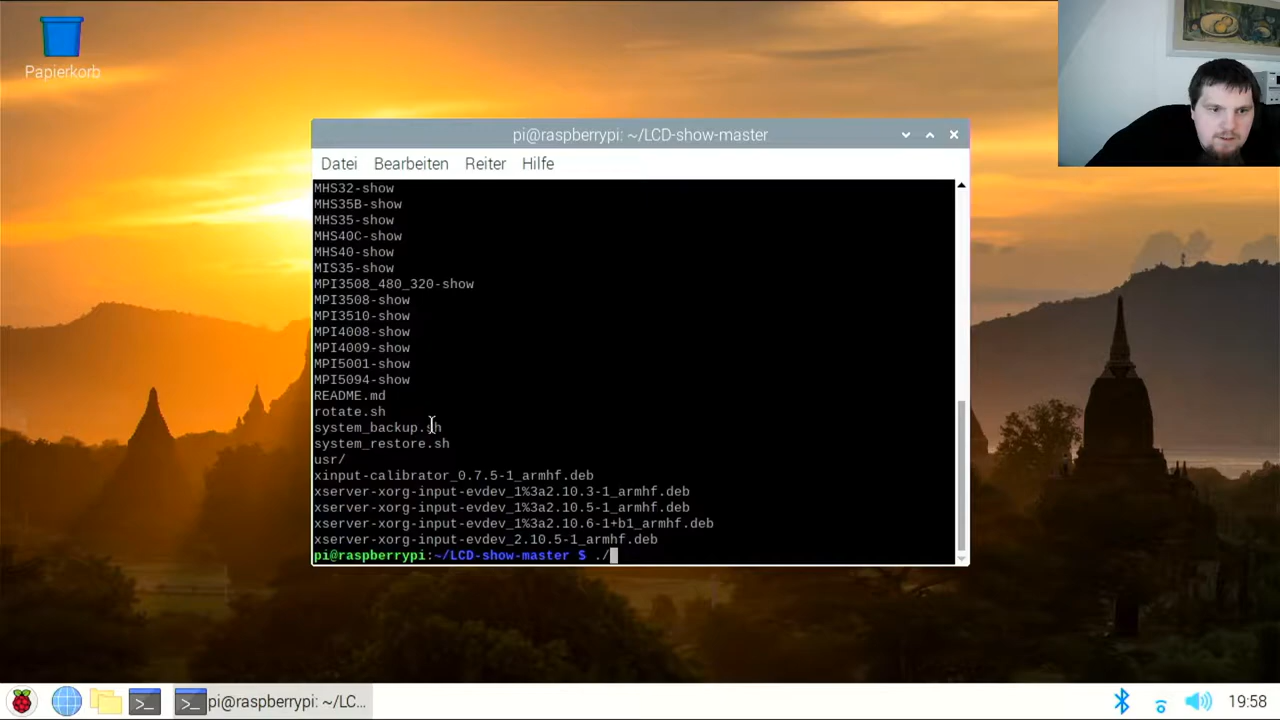 Papierkorb
pi@raspberrypi: ~/LCD-show-master
Datei Bearbeiten Reiter Hilfe
MHS32-show
MHS35B-show
MHS35-show
MHS40C-show
MHS40-show
MIS35-show
MPI3508_480_320-show
MPI3508-show
MPI3510-show
MPI4008-show
MPI4009-show
MPI5001-show
MPI5094-show
README.md
rotate.sh
system_backup.sh
system_restore.sh
usr/
xinput-calibrator_0.7.5-1_armhf.deb
xserver-xorg-input-evdev_1%3a2.10.3-1_armhf.deb
xserver-xorg-input-evdev_1%3a2.10.5-1_armhf.deb
xserver-xorg-input-evdev_1%3a2.10.6-1+b1_armhf.deb
xserver-xorg-input-evdev_2.10.5-1_armhf.deb
pi@raspberrypi:~/LCD-show-master $ ./
pi@raspberrypi: ~/LC... 19:58